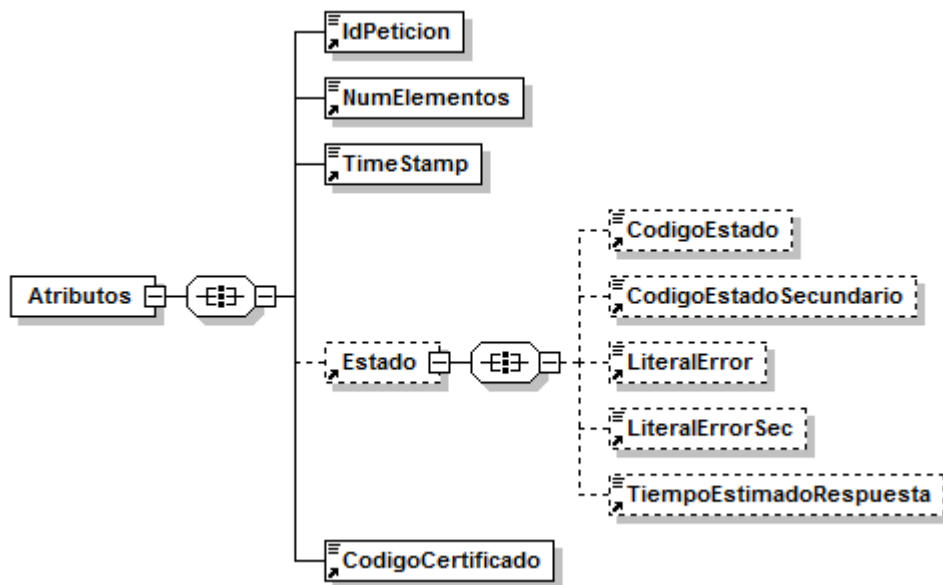 IdPeticion
NumElementos
TimeStamp
CodigoEstado
Atributos
CodigoEstadoSecundario
Estado
LiteralError
LiteralErrorSec
TiempoEstimadoRespuesta
CodigoCertificado